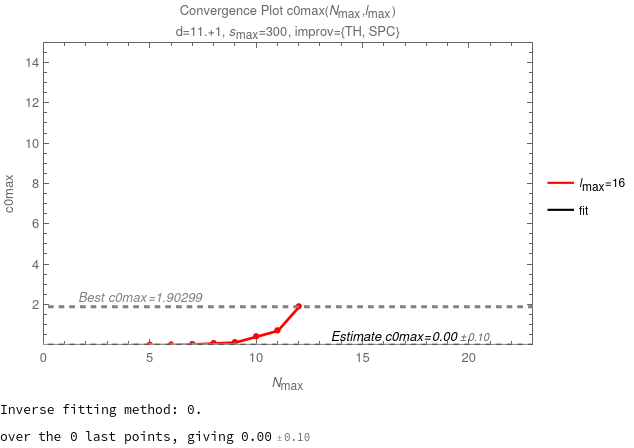 Convergence Plot c0max(Nmax,lmax)
d=11.+1, smax=300, improv={TH, SPC}
14
12
10
8
6
4
2
c0max
Best c0max=1.90299
Estimate c0max=0.00 ±0.10
0 5 10 15 20
Nmax
lmax=16
fit
Inverse fitting method: 0.
over the 0 last points, giving 0.00 ±0.10